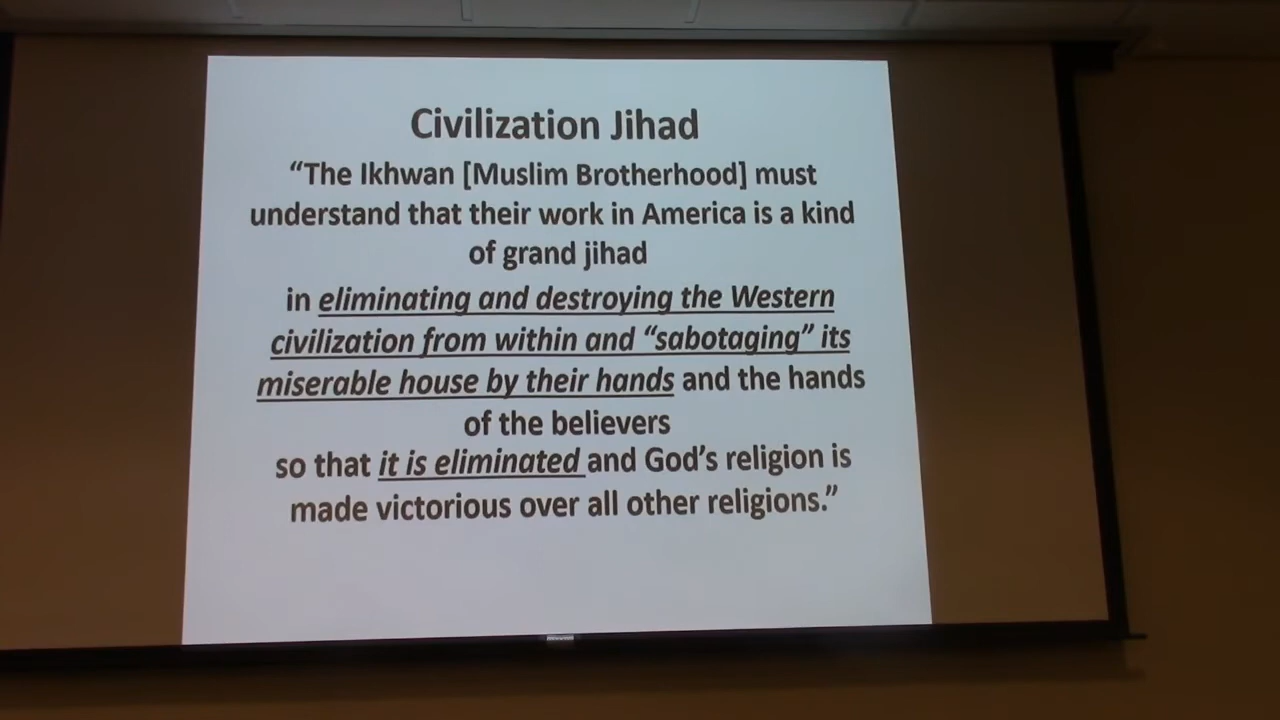 Civilization Jihad
“The Ikhwan [Muslim Brotherhood] must
understand that their work in America is a kind
of grand jihad
in eliminating and destroying the Western
civilization from within and “sabotaging” its
miserable house by their hands and the hands
of the believers
so that it is eliminated and God’s religion is
made victorious over all other religions.”